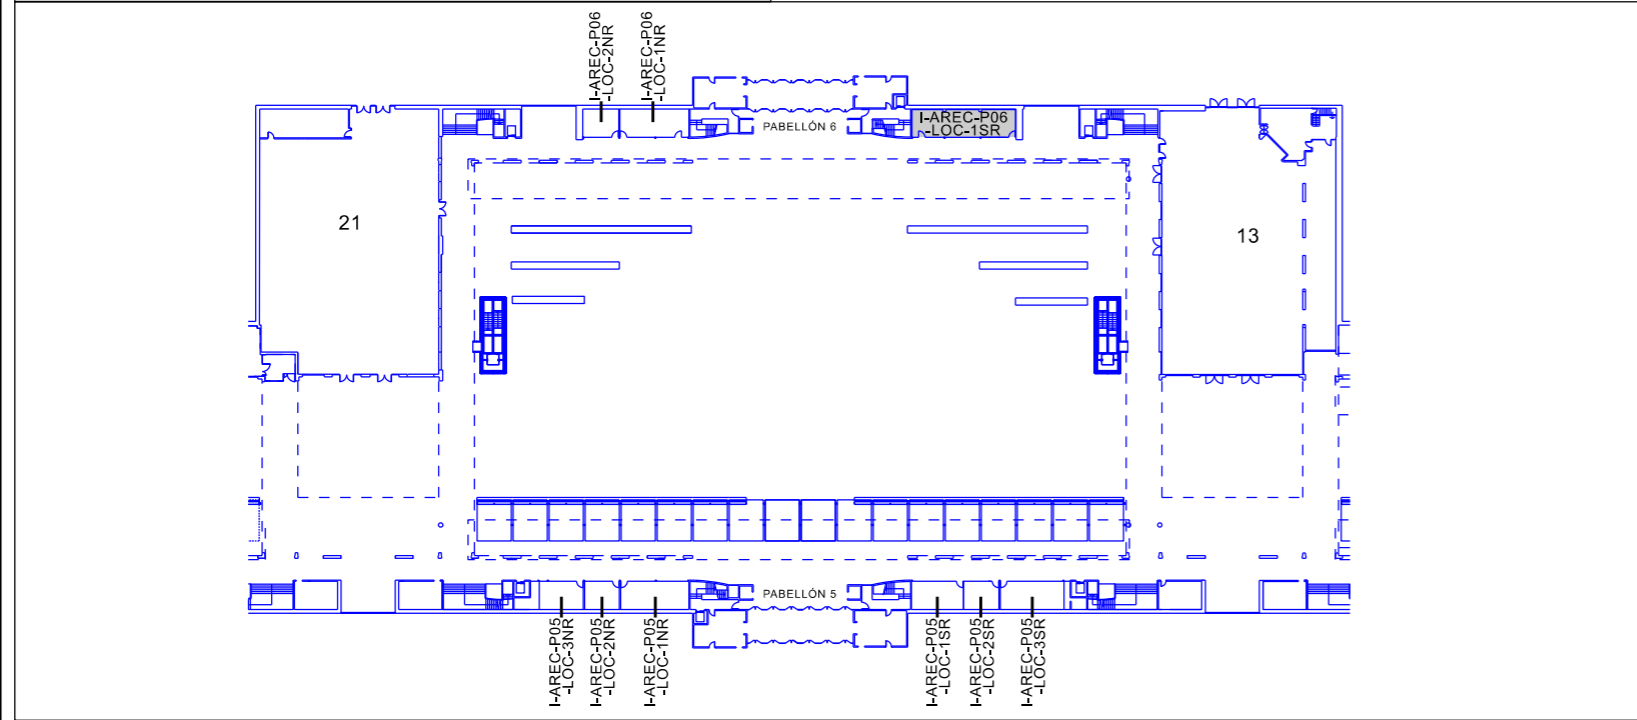 I-AREC-P06
-LOC-2NR
I-AREC-P06
-LOC-1NR
PABELLÓN 6
I-AREC-P06
-LOC-1SR
21
13
PABELLÓN 5
I-AREC-P05
-LOC-3NR
I-AREC-P05
-LOC-2NR
I-AREC-P05
-LOC-1NR
I-AREC-P05
-LOC-1SR
I-AREC-P05
-LOC-2SR
I-AREC-P05
-LOC-3SR